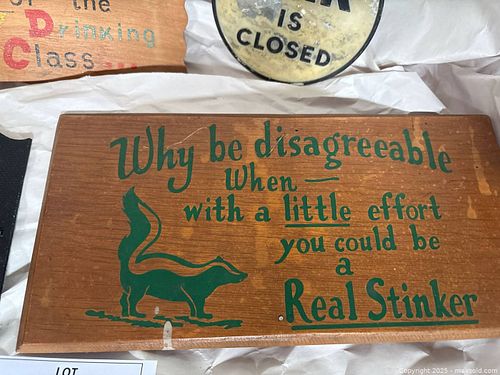 of the
Drinking
Class
IS
CLOSED
Why be disagreeable
When —
with a little effort
you could be
a
Real Stinker
LOT
Copyright 2025 - maxsold.com